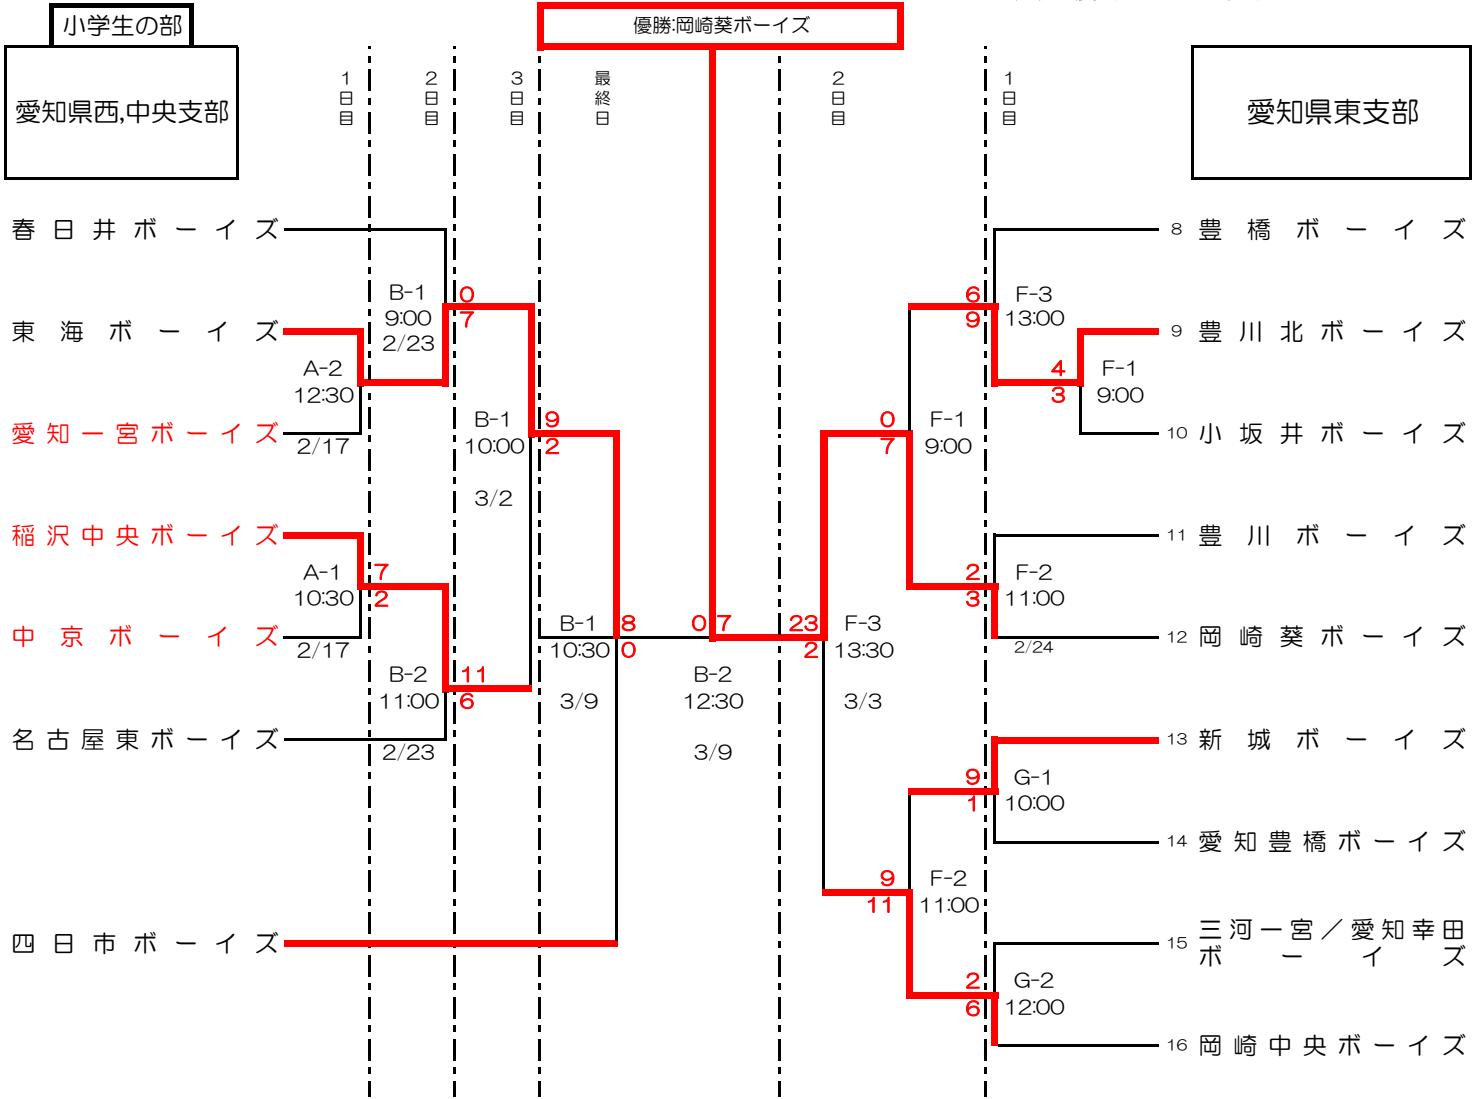 小学生の部
優勝:岡崎葵ボーイズ
愛知県西,中央支部
愛知県東支部
1日目
2日目
3日目
最終日
2日目
1日目
春日井ボーイズ
東海ボーイズ
愛知一宮ボーイズ
稲沢中央ボーイズ
中京ボーイズ
名古屋東ボーイズ
四日市ボーイズ
A-2
12:30
2/17
A-1
10:30
2/17
7
2
B-1
9:00
2/23
0
7
B-2
11:00
2/23
11
6
B-1
10:00
3/2
9
2
B-1
10:30
3/9
8
0
0 7
B-2
12:30
3/9
23
2
F-3
13:30
3/3
0
7
F-1
9:00
9
11
F-2
11:00
6
9
F-3
13:00
4
3
F-1
9:00
2
3
F-2
11:00
2/24
9
1
G-1
10:00
2
6
G-2
12:00
8 豊橋ボーイズ
9 豊川北ボーイズ
10 小坂井ボーイズ
11 豊川ボーイズ
12 岡崎葵ボーイズ
13 新城ボーイズ
14 愛知豊橋ボーイズ
15 三河一宮／愛知幸田
ボーイズ
16 岡崎中央ボーイズ